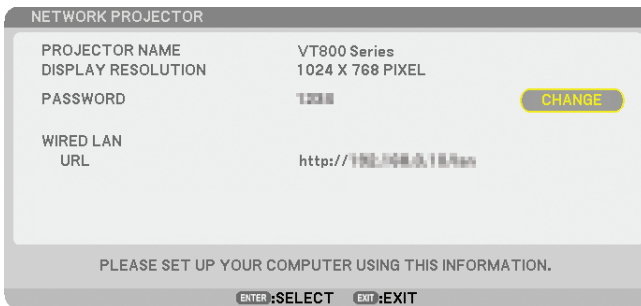 NETWORK PROJECTOR
PROJECTOR NAME VT800 Series
DISPLAY RESOLUTION 1024 X 768 PIXEL
PASSWORD CHANGE
WIRED LAN
URL http://
PLEASE SET UP YOUR COMPUTER USING THIS INFORMATION.
ENTER :SELECT EXIT :EXIT